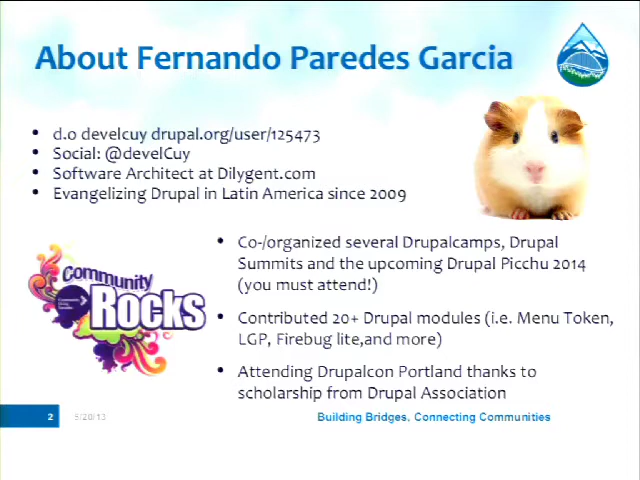 About Fernando Paredes Garcia
d.o develcuy drupal.org/user/125473
Social: @develCuy
Software Architect at Dilygent.com
Evangelizing Drupal in Latin America since 2009
Co-/organized several Drupalcamps, Drupal
Summits and the upcoming Drupal Picchu 2014
(you must attend!)
Community
Rocks
Contributed 20+ Drupal modules (i.e. Menu Token,
LGP, Firebug lite,and more)
Attending Drupalcon Portland thanks to
scholarship from Drupal Association
2
5/20/13
Building Bridges, Connecting Communities